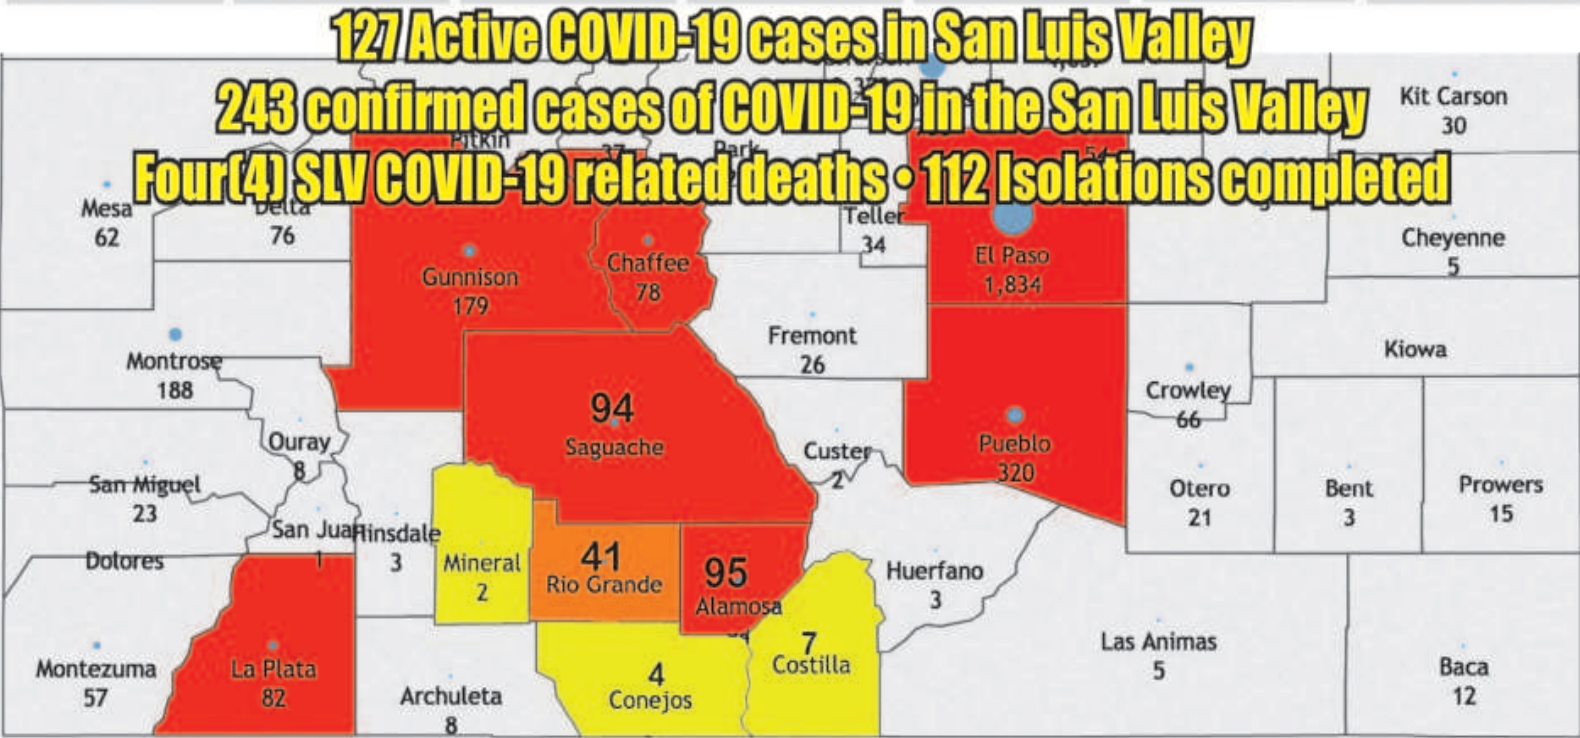 127 Active COVID-19 cases in San Luis Valley
243 confirmed cases of COVID-19 in the San Luis Valley
Four(4) SLV COVID-19 related deaths • 112 Isolations completed
Kit Carson
30
Pitkin
37
Park
54
Mesa
62
Delta
76
Teller
34
Cheyenne
5
Gunnison
179
Chaffee
78
El Paso
1,834
Montrose
188
Fremont
26
Kiowa
Crowley
66
Ouray
8
94
Saguache
Custer
2
Pueblo
320
San Miguel
23
Otero
21
Bent
3
Prowers
15
San Juan
1
Hinsdale
3
Dolores
Mineral
2
41
Rio Grande
95
Alamosa
Huerfano
3
Montezuma
57
La Plata
82
Archuleta
8
4
Conejos
7
Costilla
Las Animas
5
Baca
12